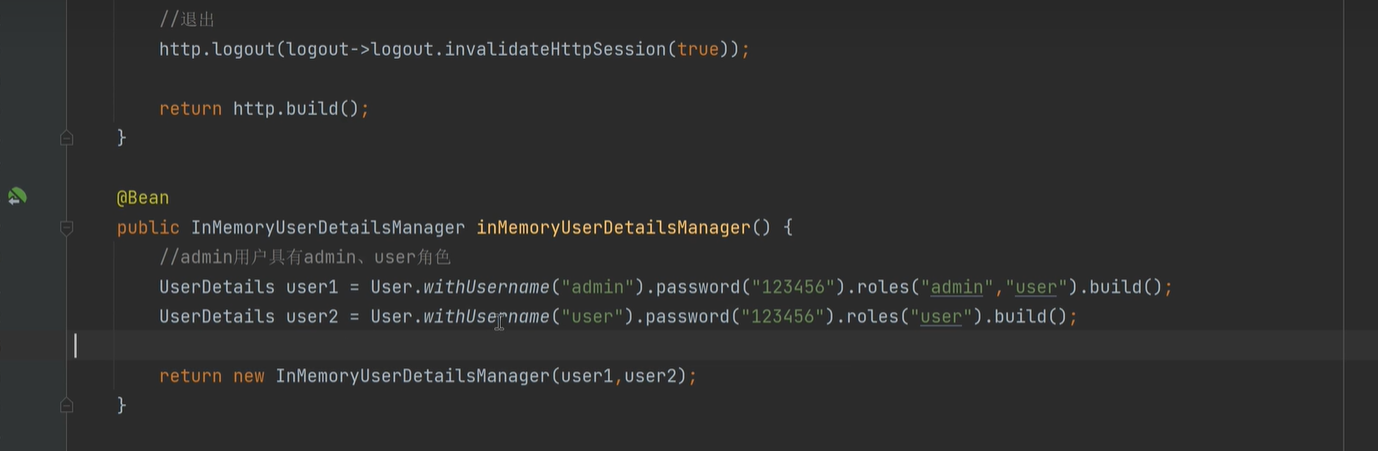 //退出
http.logout(logout->logout.invalidateHttpSession(true));
return http.build();
}
@Bean
public InMemoryUserDetailsManager inMemoryUserDetailsManager() {
//admin用户具有admin、user角色
UserDetails user1 = User.withUsername("admin").password("123456").roles("admin","user").build();
UserDetails user2 = User.withUsername("user").password("123456").roles("user").build();
return new InMemoryUserDetailsManager(user1,user2);
}